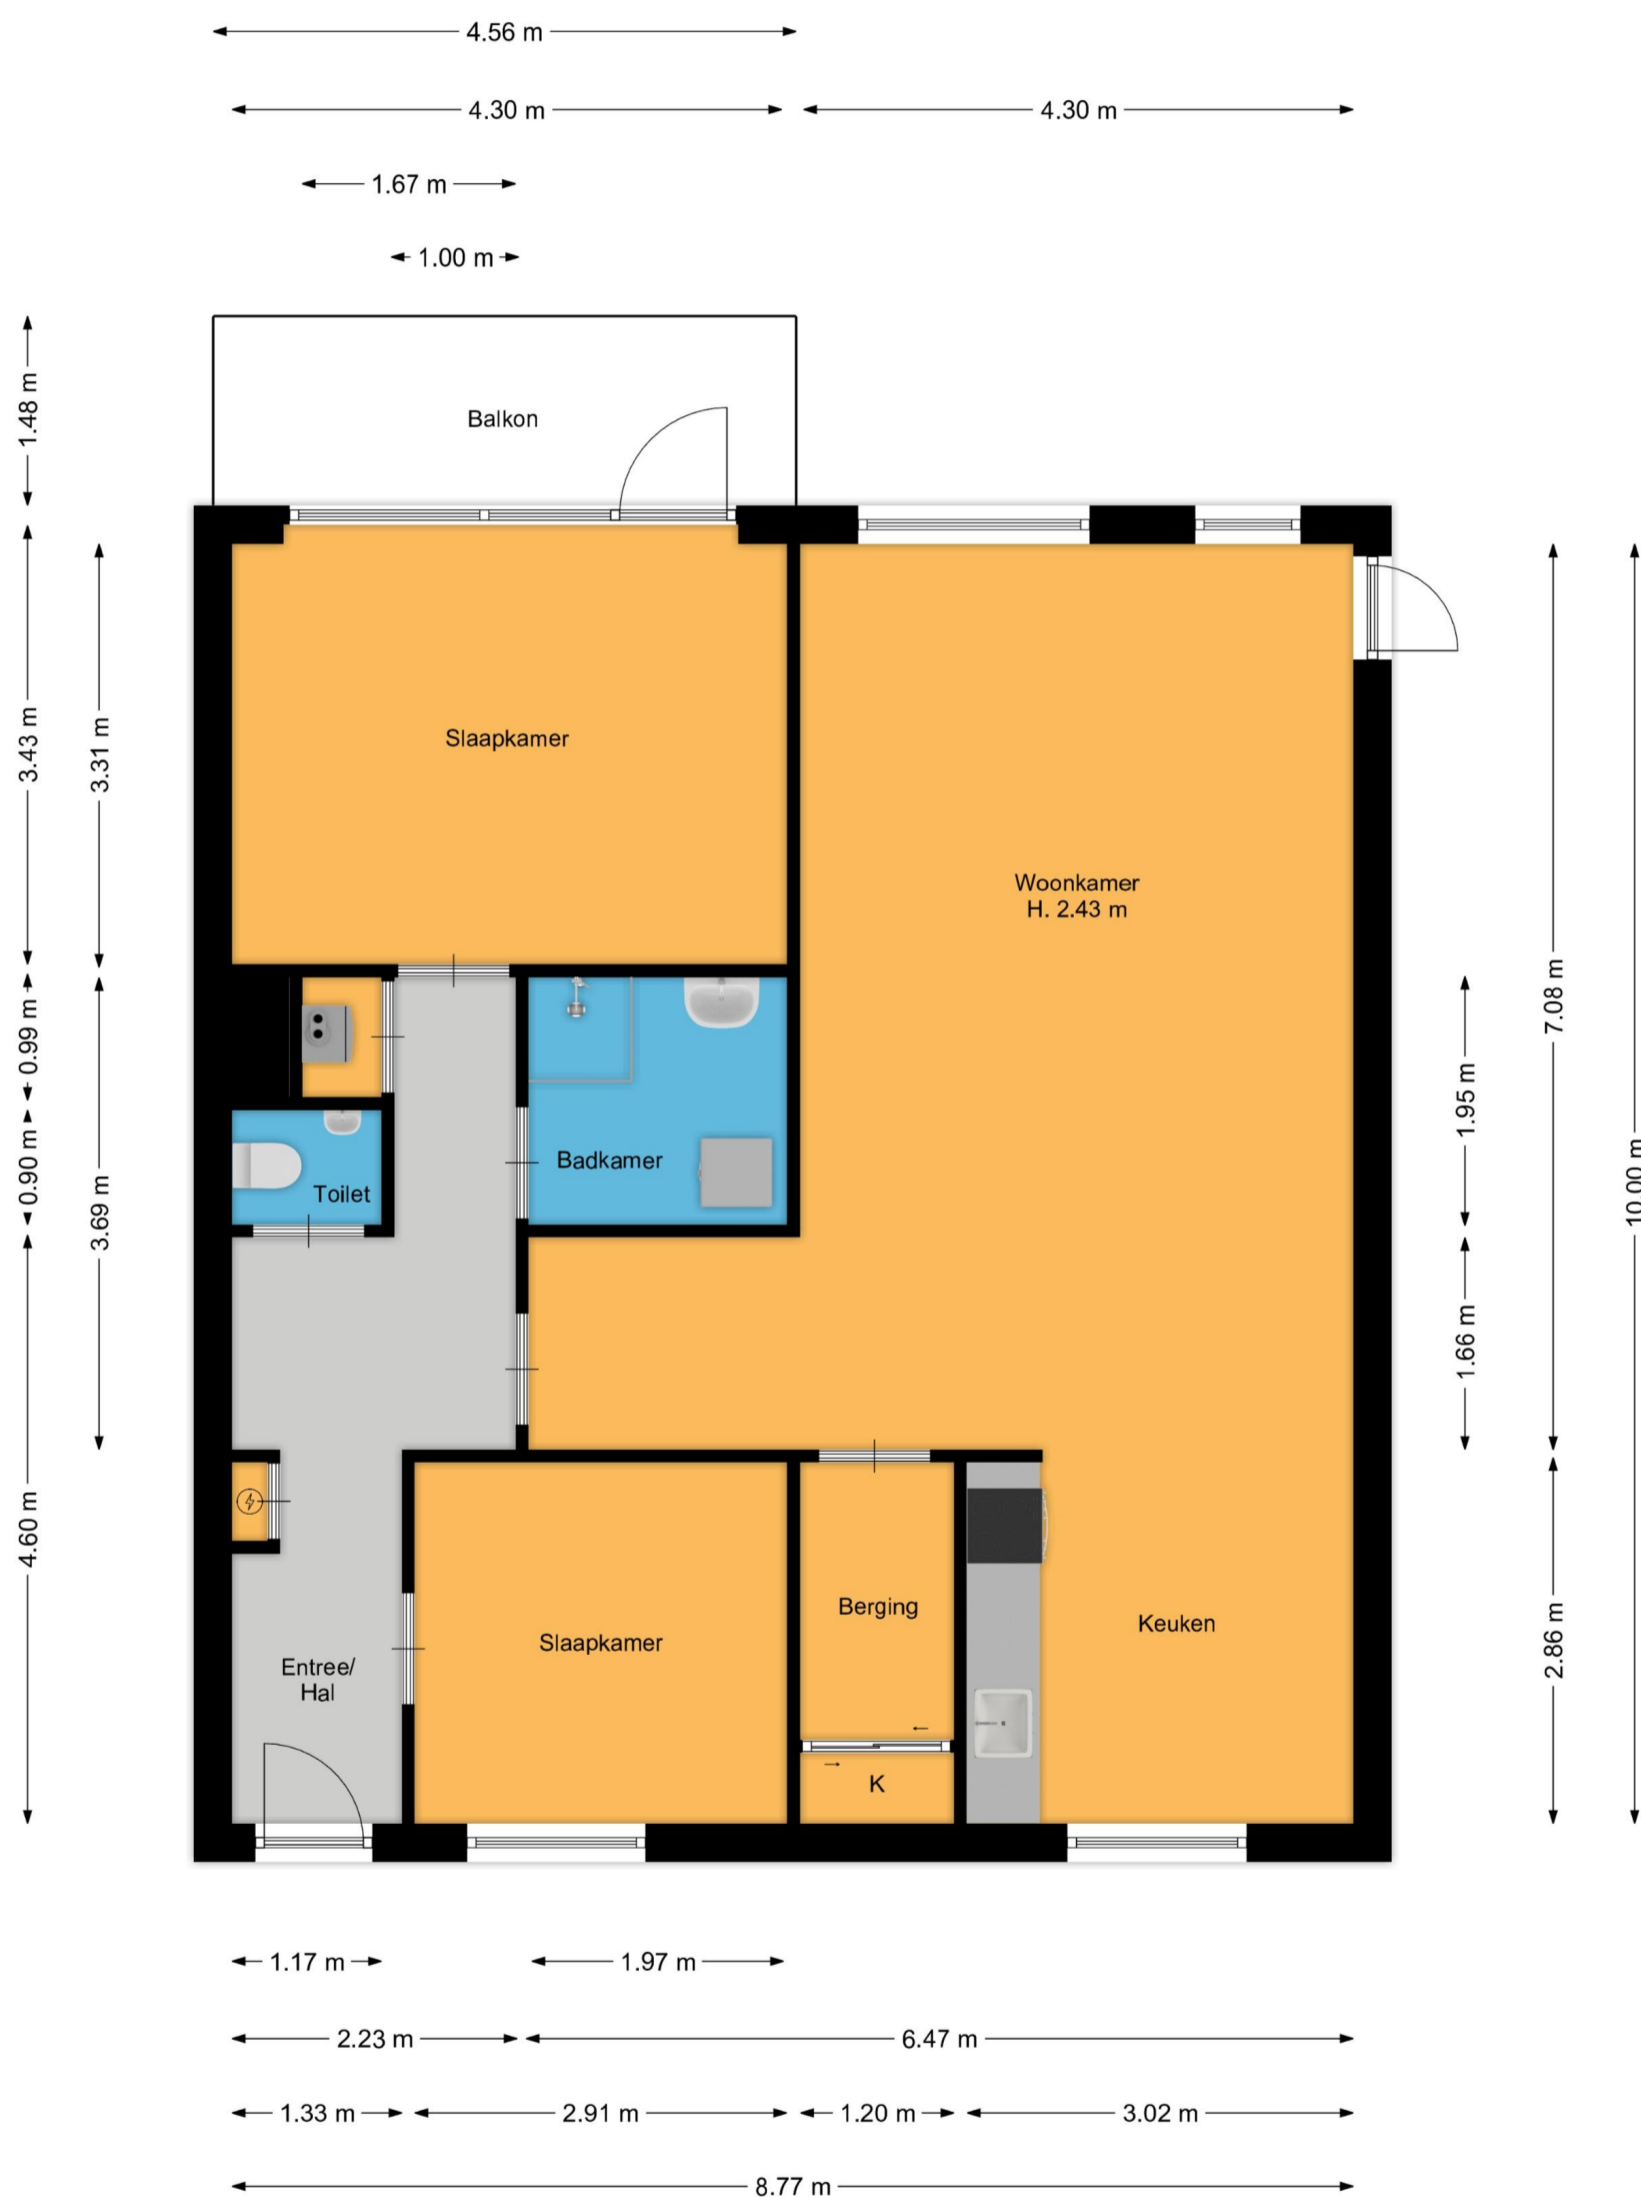 4.56 m
4.30 m
4.30 m
1.67 m
1.00 m
1.48 m
Balkon
3.43 m
3.31 m
Slaapkamer
Woonkamer
H. 2.43 m
7.08 m
10.00 m
0.99 m
0.90 m
3.69 m
Toilet
Badkamer
1.95 m
1.66 m
4.60 m
Entree/
Hal
Slaapkamer
Berging
K
Keuken
2.86 m
1.17 m
1.97 m
2.23 m
6.47 m
1.33 m
2.91 m
1.20 m
3.02 m
8.77 m